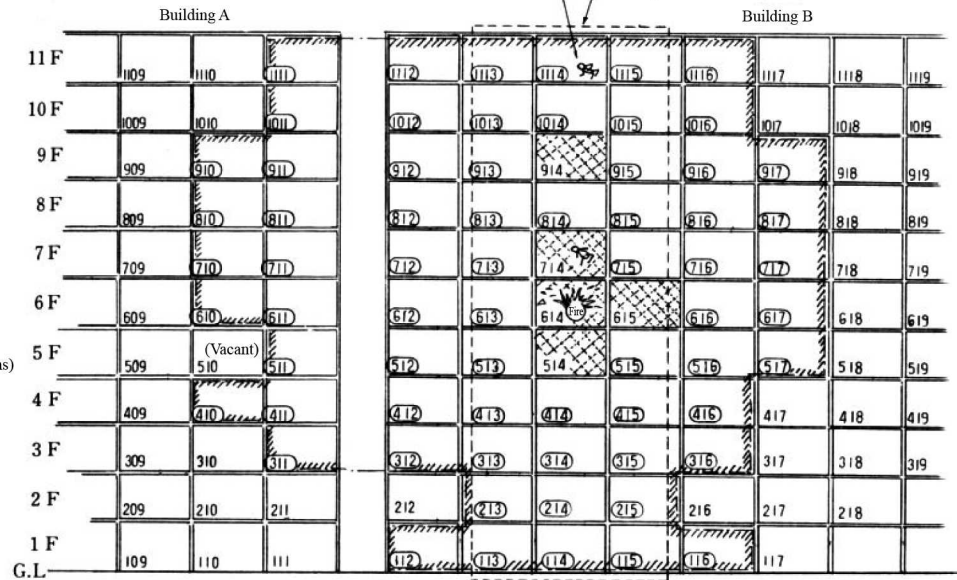 Building A Building B
11 F 1109 1110 1111 1112 1113 1114 1115 1116 1117 1118 1119
10 F 1009 1010 1011 1012 1013 1014 1015 1016 1017 1018 1019
9 F 909 910 911 912 913 914 915 916 917 918 919
8 F 809 810 811 812 813 814 815 816 817 818 819
7 F 709 710 711 712 713 714 715 716 717 718 719
6 F 609 610 611 612 613 614 Fire 615 616 617 618 619
(Vacant)
5 F 509 510 511 512 513 514 515 516 517 518 519
4 F 409 410 411 412 413 414 415 416 417 418 419
3 F 309 310 311 312 313 314 315 316 317 318 319
2 F 209 210 211 212 213 214 215 216 217 218
1 F 109 110 111 112 113 114 115 116 117
G.L